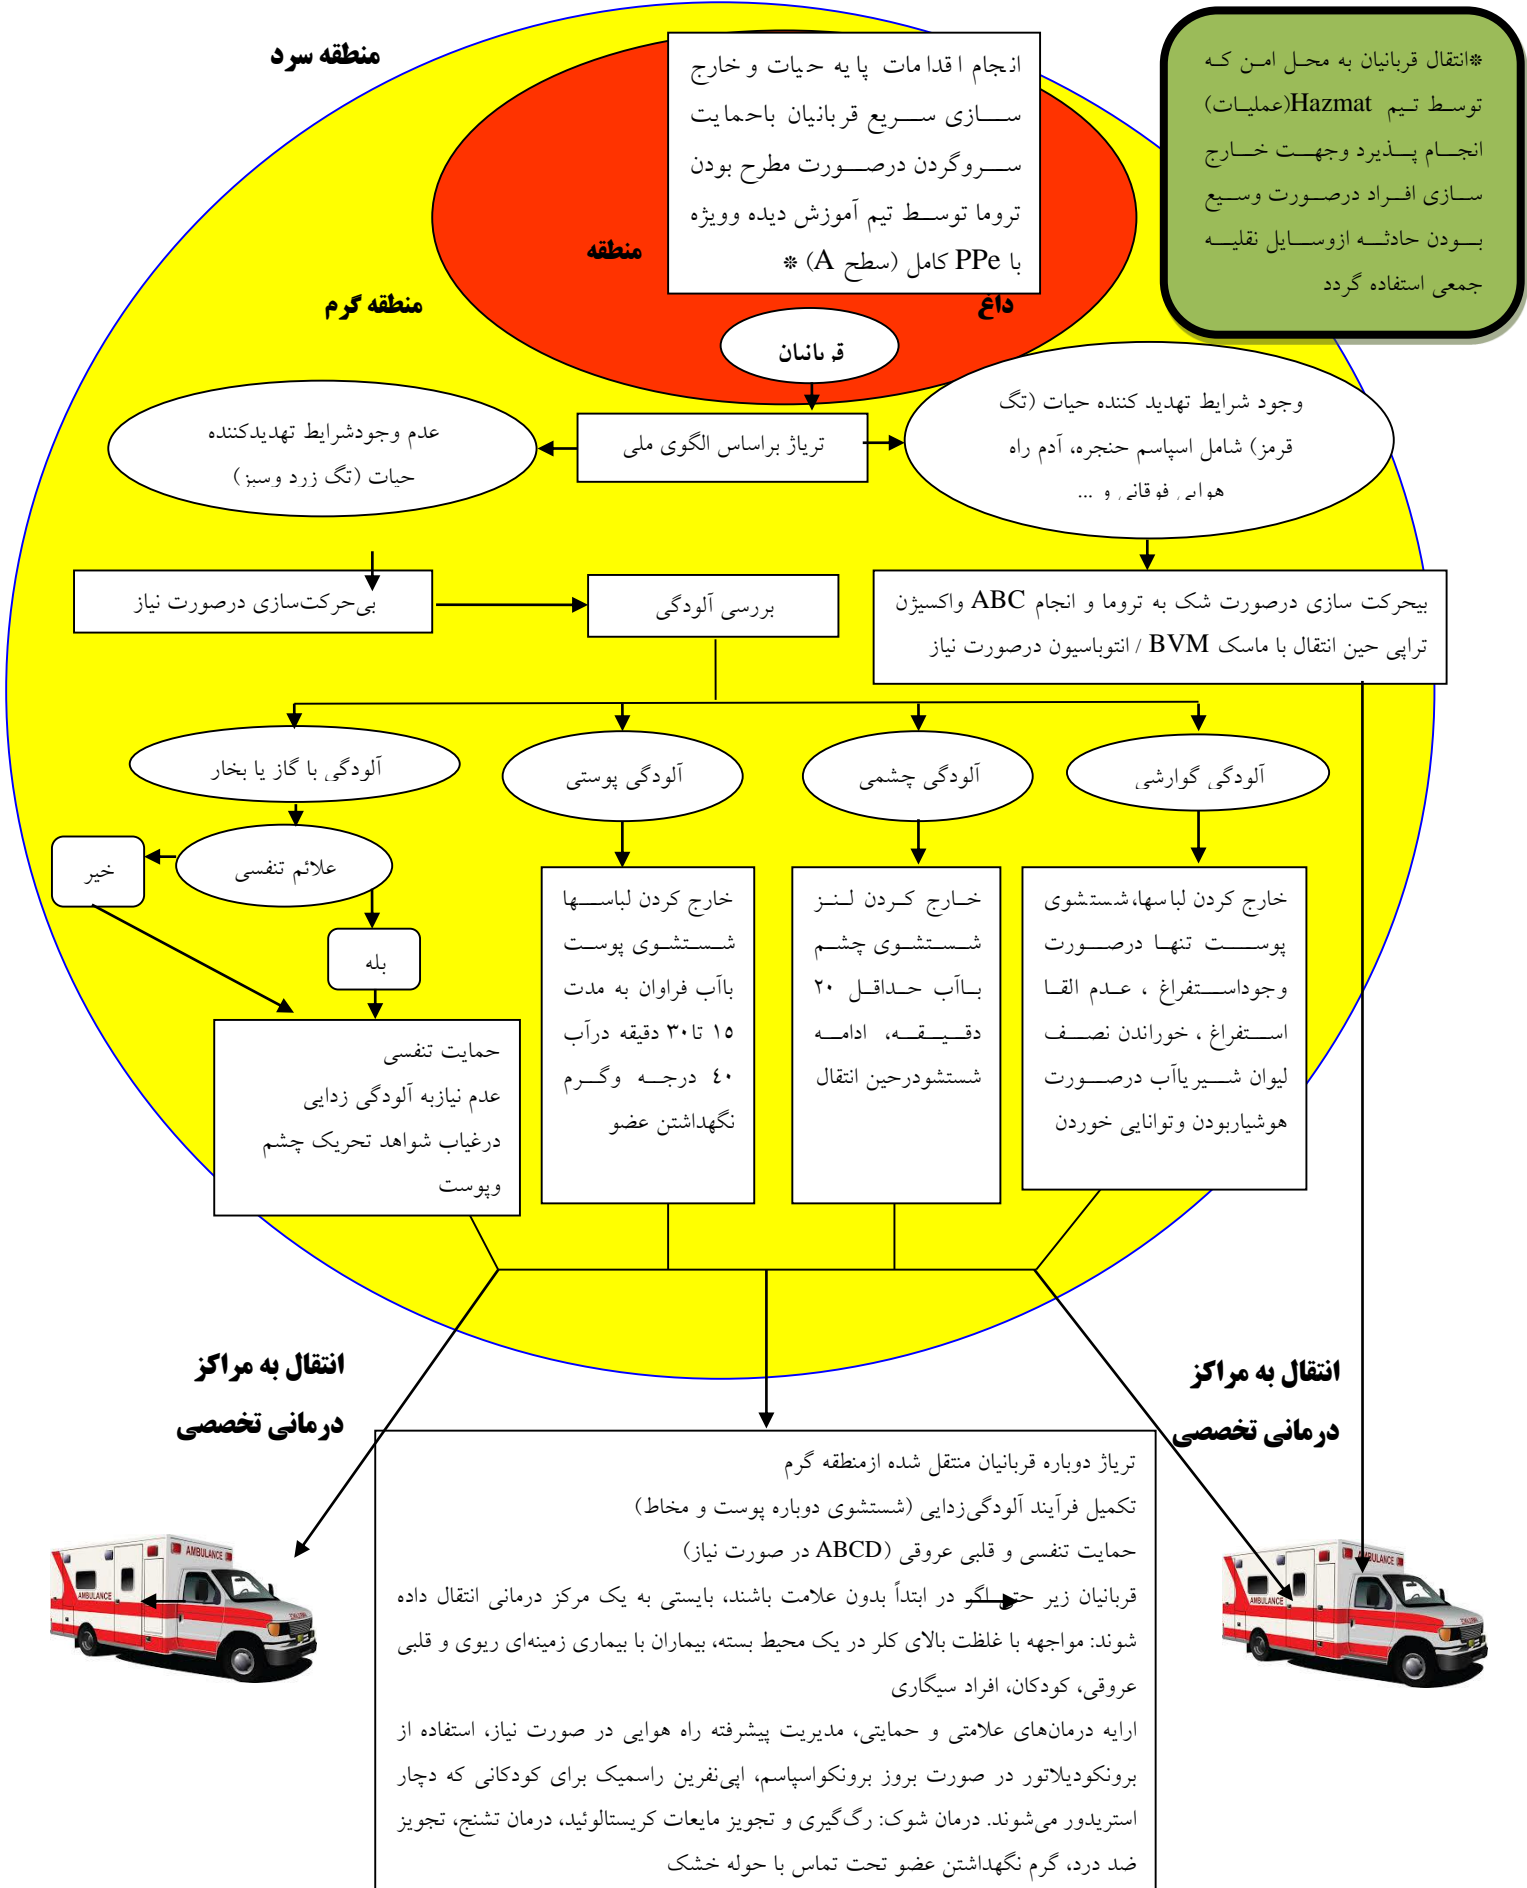 منطقه سرد
انجام اقدامات پایه حیات و خارج
سازی سریع قربانیان باحمایت
سروگردن درصورت مطرح بودن
تروما توسط تیم آموزش دیده وویژه
با PPe کامل (سطح A) *
*انتقال قربانیان به محل امن که
توسط تیم Hazmat(عملیات)
انجام پذیرد وجهت خارج
سازی افراد درصورت وسیع
بودن حادثه ازوسایل نقلیه
جمعی استفاده گردد
منطقه
داغ
منطقه گرم
قربانیان
وجود شرایط تهدید کننده حیات (تگ
قرمز) شامل اسپاسم حنجره، آدم راه
هوایی فوقانی و ...
تریاژ براساس الگوی ملی
عدم وجودشرایط تهدیدکننده
حیات (تگ زرد وسبز)
بیحرکت سازی درصورت شک به تروما و انجام ABC واکسیژن
تراپی حین انتقال با ماسک BVM / انتوباسیون درصورت نیاز
بررسی آلودگی
بی‌حرکت‌سازی درصورت نیاز
آلودگی گوارشی
آلودگی چشمی
آلودگی پوستی
آلودگی با گاز یا بخار
علائم تنفسی
خیر
بله
خارج کردن لباسها،شستشوی
پوست تنها درصورت
وجوداستفراغ ، عدم القا
استفراغ ، خوراندن نصف
لیوان شیریاآب درصورت
هوشیاربودن وتوانایی خوردن
خارج کردن لنز
شستشوی چشم
باآب حداقل ۲۰
دقیقه، ادامه
شستشودرحین انتقال
خارج کردن لباسها
شستشوی پوست
باآب فراوان به مدت
۱۵ تا۳۰ دقیقه درآب
۴۰ درجه وگرم
نگهداشتن عضو
حمایت تنفسی
عدم نیازبه آلودگی زدایی
درغیاب شواهد تحریک چشم
وپوست
انتقال به مراکز
درمانی تخصصی
انتقال به مراکز
درمانی تخصصی
تریاژ دوباره قربانیان منتقل شده ازمنطقه گرم
تکمیل فرآیند آلودگی‌زدایی (شستشوی دوباره پوست و مخاط)
حمایت تنفسی و قلبی عروقی (ABCD در صورت نیاز)
قربانیان زیر حتی اگر در ابتدأ بدون علامت باشند، بایستی به یک مرکز درمانی انتقال داده
شوند: مواجهه با غلظت بالای کلر در یک محیط بسته، بیماران با بیماری زمینه‌ای ریوی و قلبی
عروقی، کودکان، افراد سیگاری
ارایه درمان‌های علامتی و حمایتی، مدیریت پیشرفته راه هوایی در صورت نیاز، استفاده از
برونکودیلاتور در صورت بروز برونکواسپاسم، اپی‌نفرین راسمیک برای کودکانی که دچار
استریدور می‌شوند. درمان شوک: رگ‌گیری و تجویز مایعات کریستالوئید، درمان تشنج، تجویز
ضد درد، گرم نگهداشتن عضو تحت تماس با حوله خشک
AMBULANCE
AMBULANCE
AMBULANCE
AMBULANCE